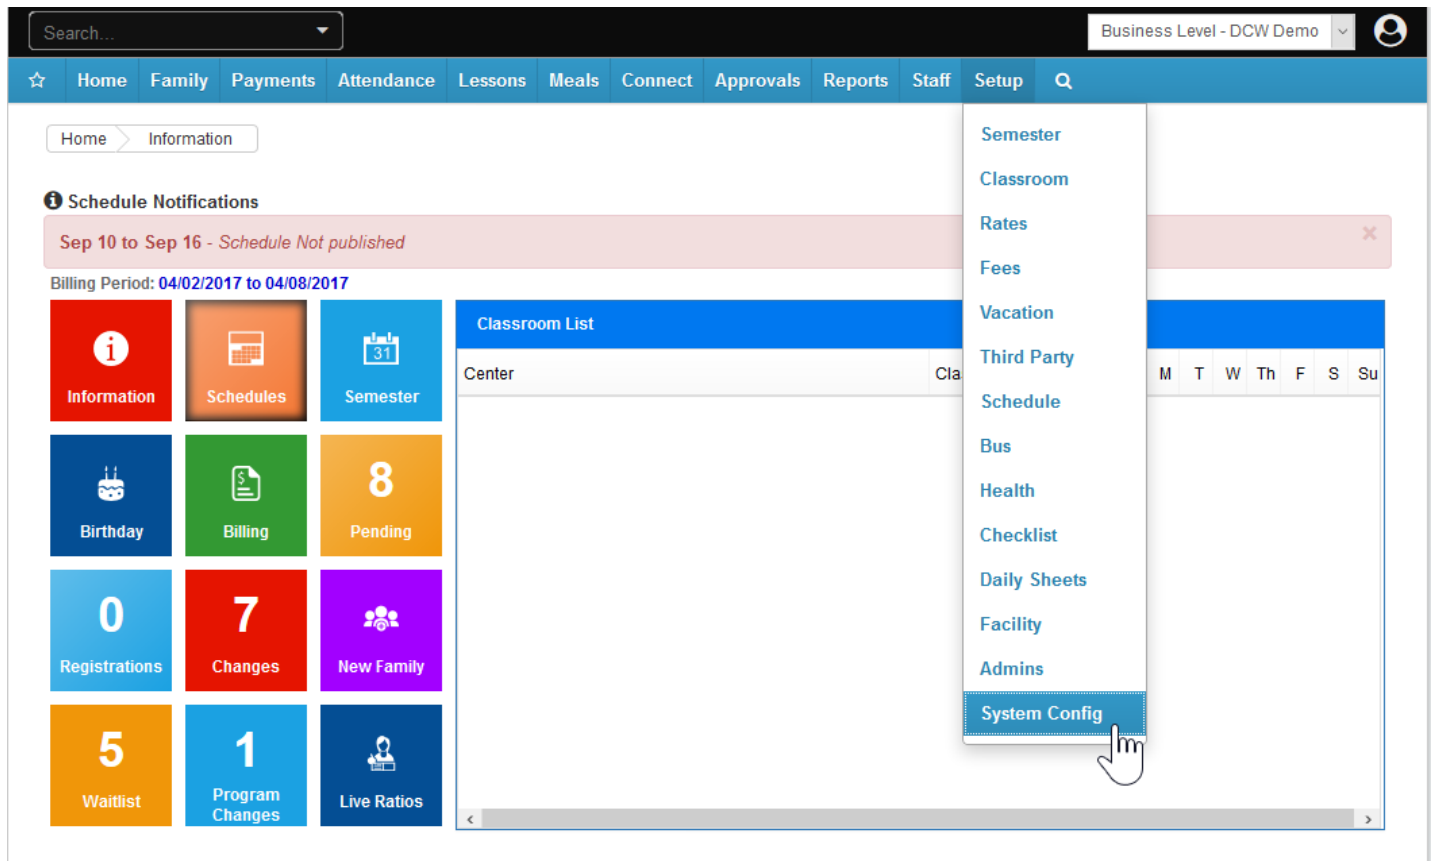 Search...
Business Level - DCW Demo
Home Family Payments Attendance Lessons Meals Connect Approvals Reports Staff Setup
Home Information
Schedule Notifications
Sep 10 to Sep 16 - Schedule Not published
Billing Period: 04/02/2017 to 04/08/2017
Information
Schedules
31
Semester
Birthday
$
Billing
8
Pending
0
Registrations
7
Changes
New Family
5
Waitlist
1
Program
Changes
Live Ratios
Classroom List
Center Cla M T W Th F S Su
Semester
Classroom
Rates
Fees
Vacation
Third Party
Schedule
Bus
Health
Checklist
Daily Sheets
Facility
Admins
System Config